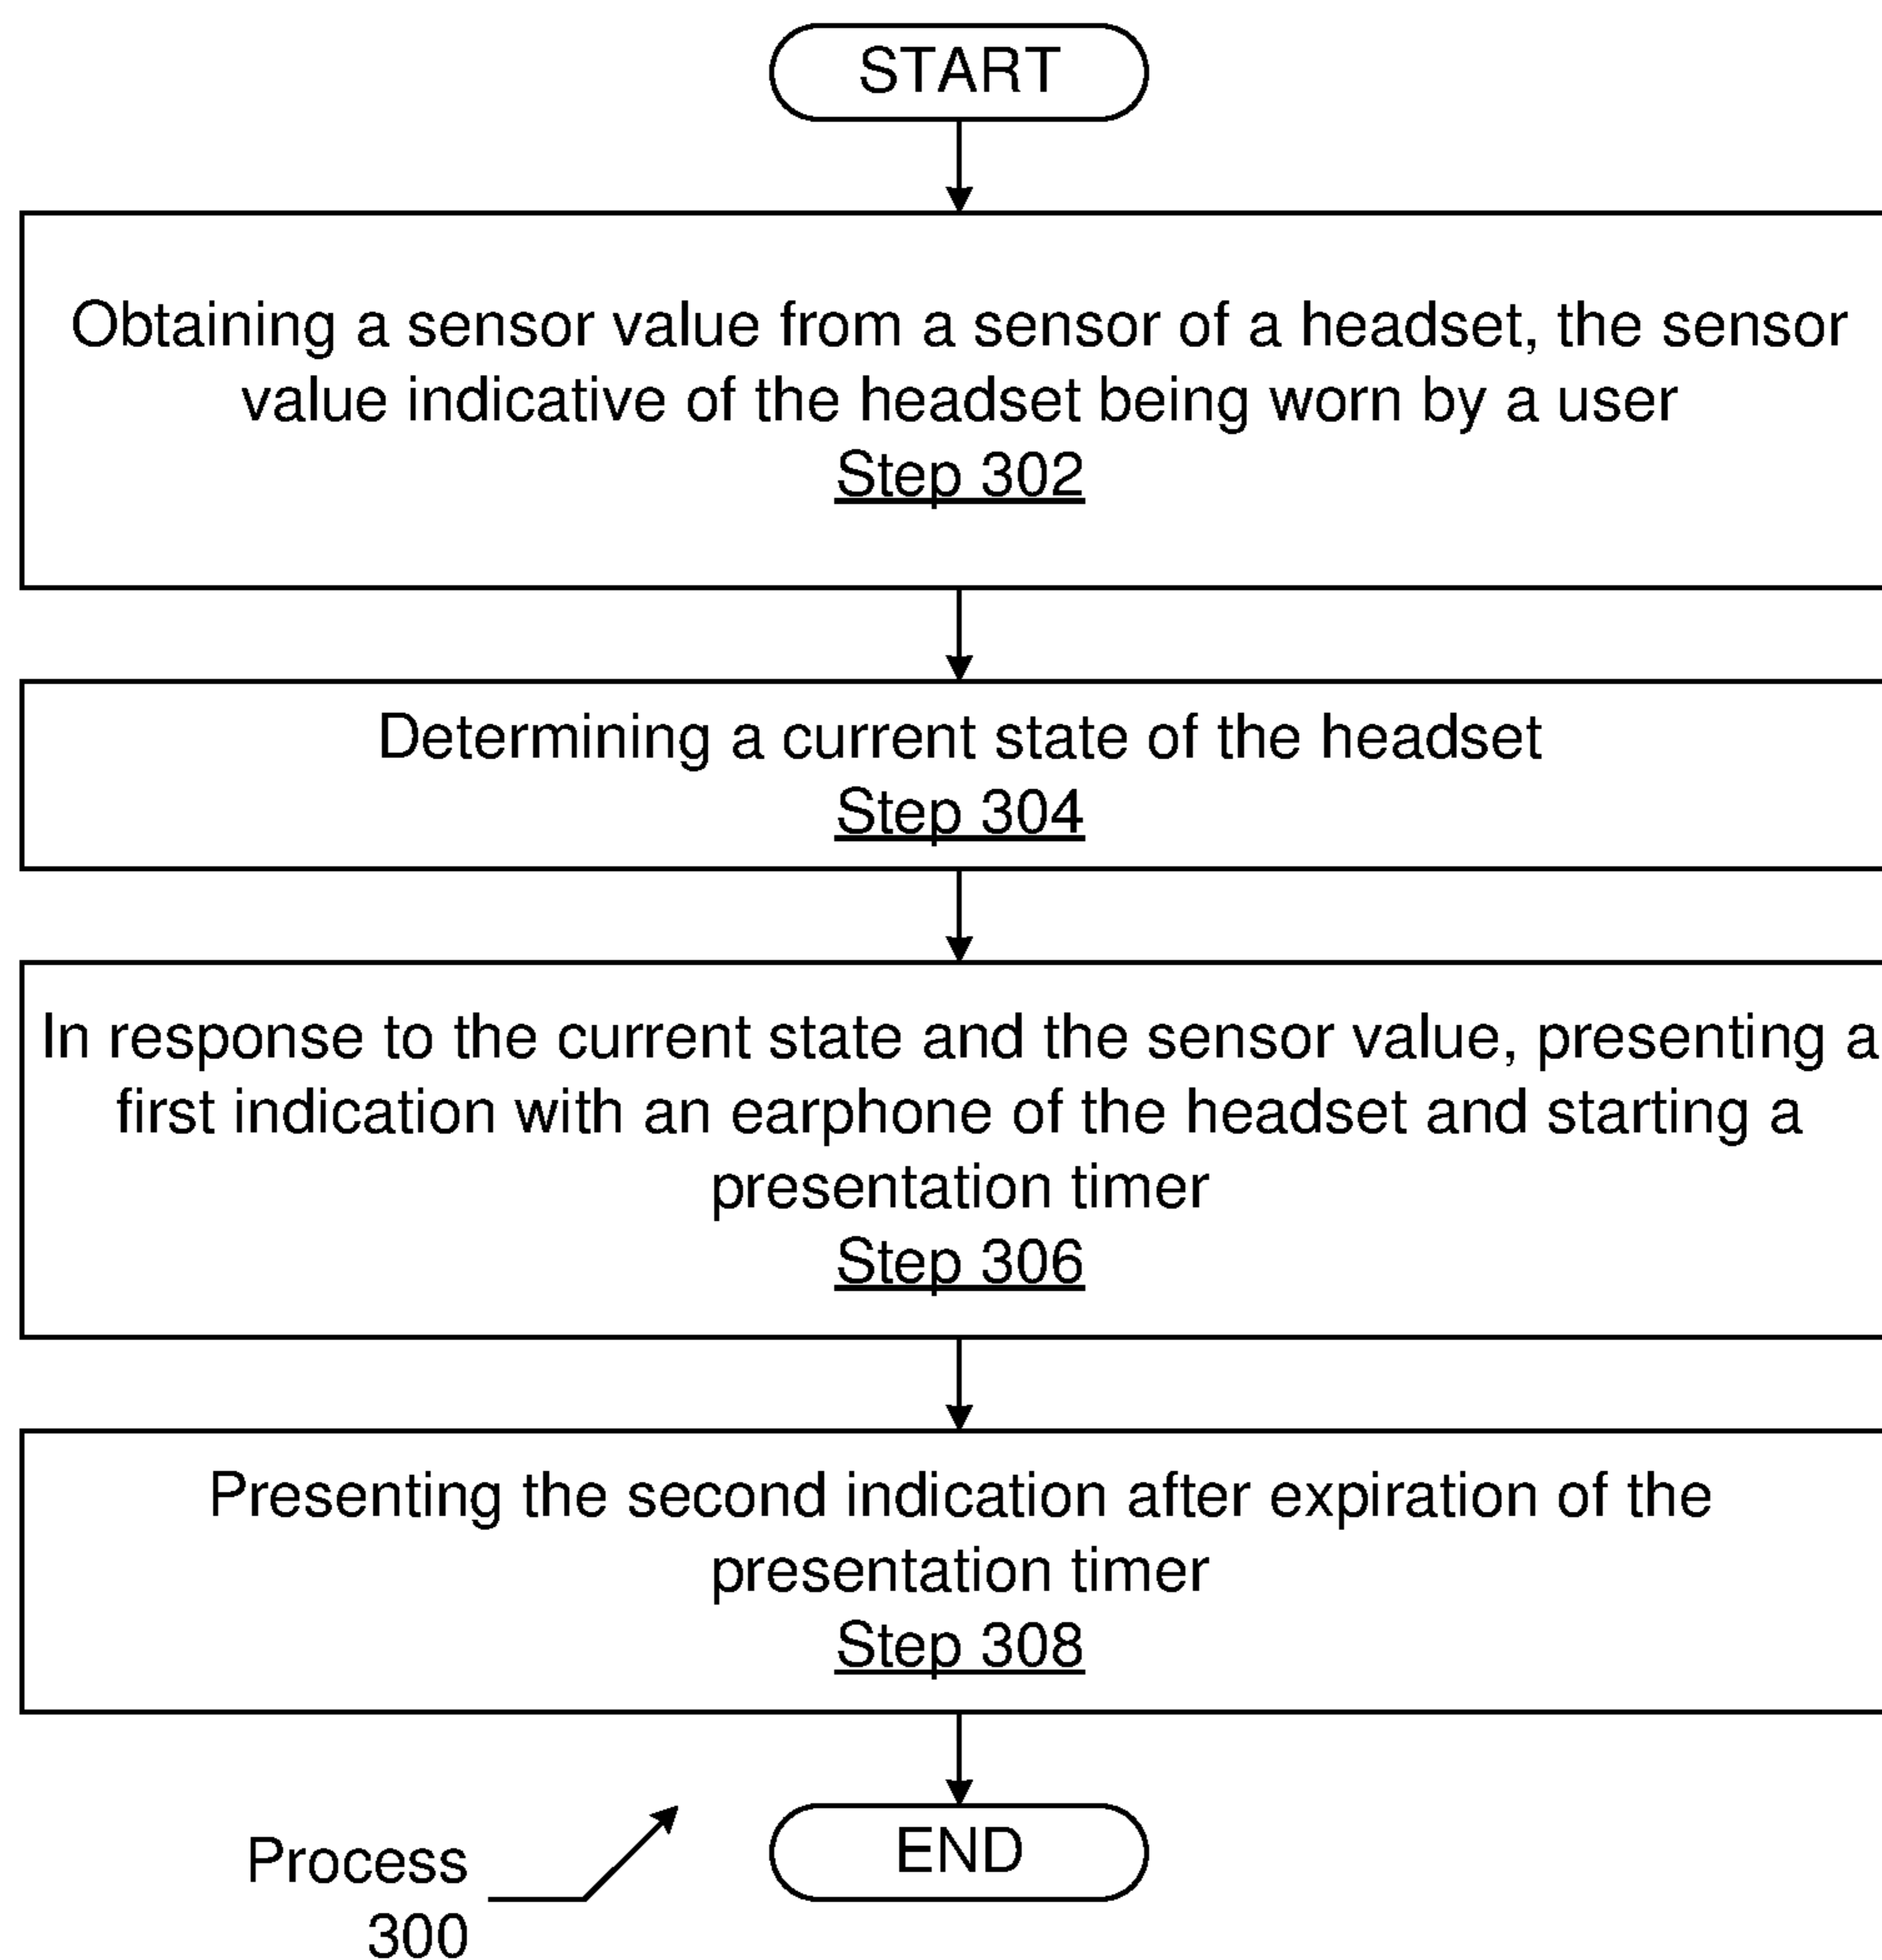 START
Obtaining a sensor value from a sensor of a headset, the sensor
value indicative of the headset being worn by a user
Step 302
Determining a current state of the headset
Step 304
In response to the current state and the sensor value, presenting a
first indication with an earphone of the headset and starting a
presentation timer
Step 306
Presenting the second indication after expiration of the
presentation timer
Step 308
END
Process
300